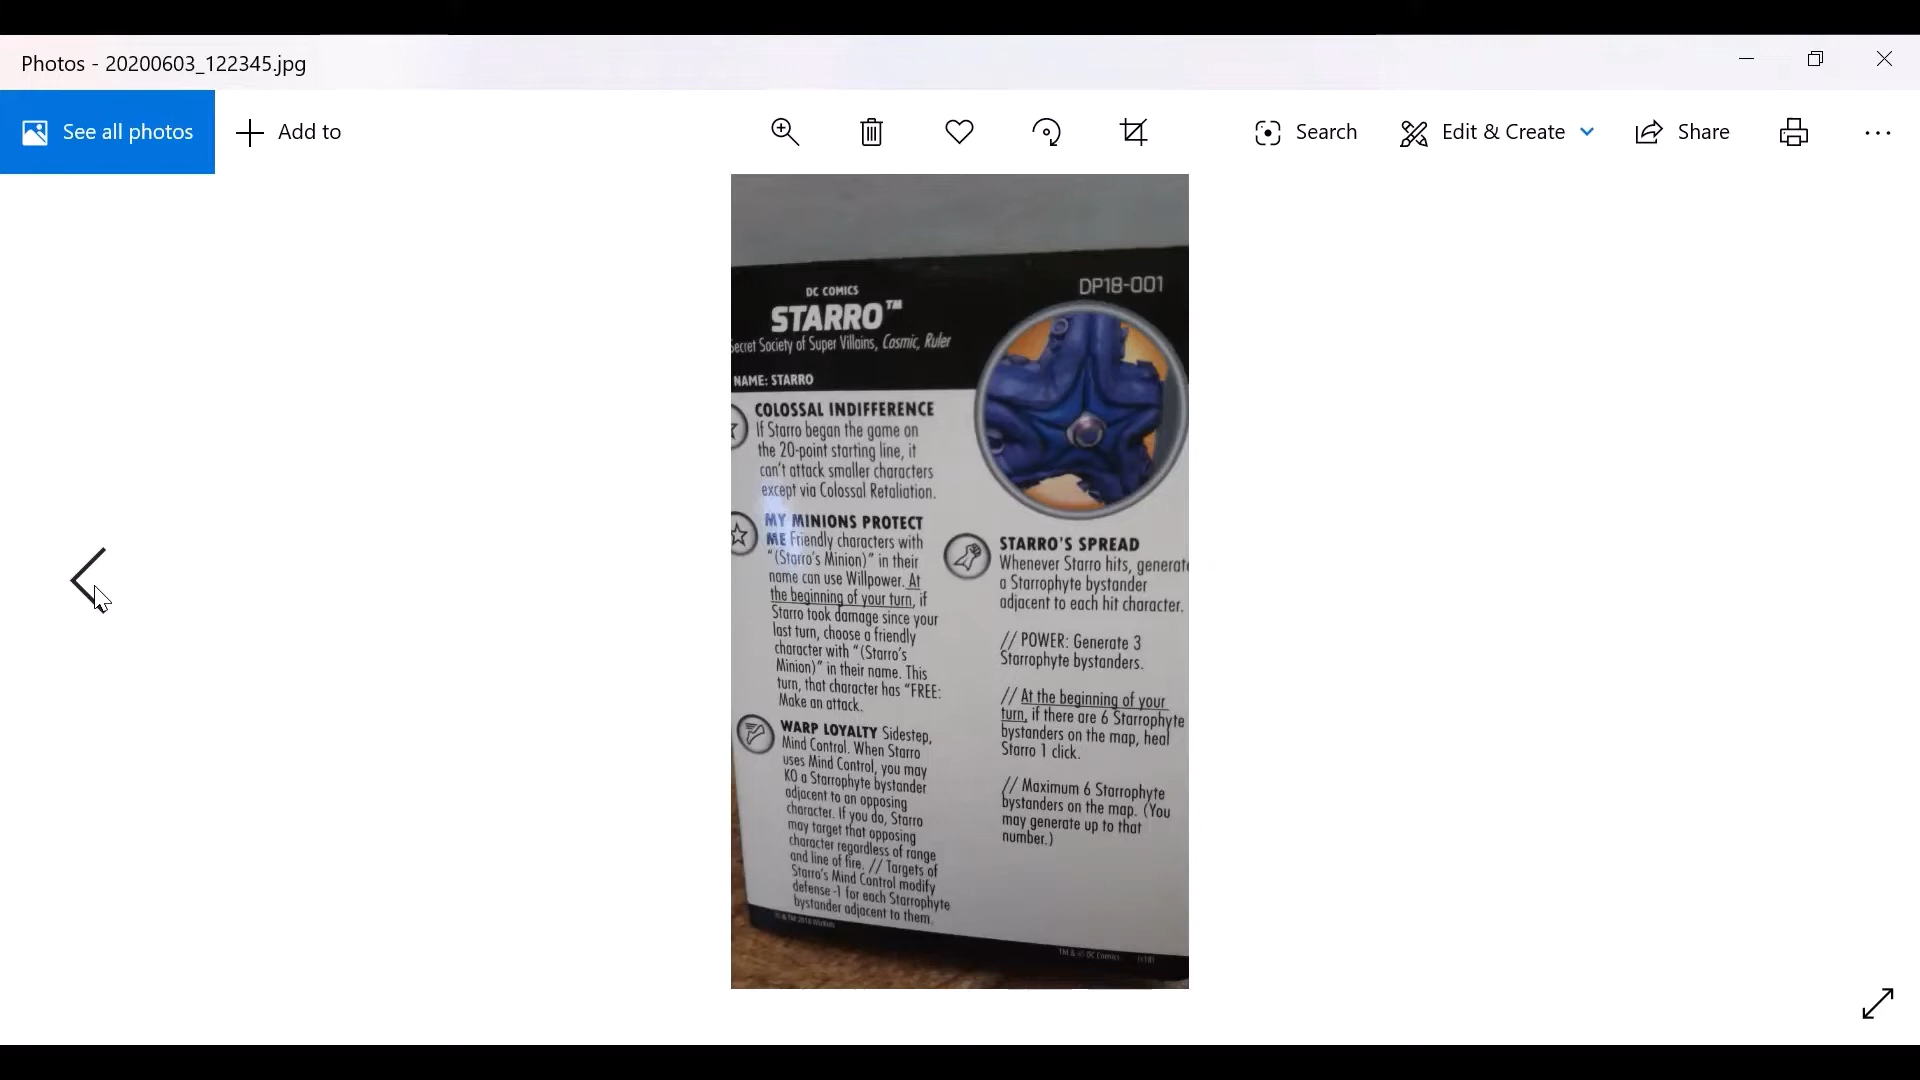 Photos - 20200603_122345.jpg
See all photos
Add to
Search
Edit & Create
Share
DP18-001
DC COMICS
STARRO™
Secret Society of Super Villains, Cosmic, Ruler
NAME: STARRO
COLOSSAL INDIFFERENCE
If Starro began the game on
the 20-point starting line, it
can't attack smaller characters
except via Colossal Retaliation.
MY MINIONS PROTECT
ME Friendly characters with
"(Starro's Minion)" in their
name can use Willpower. At
the beginning of your turn, if
Starro took damage since your
last turn, choose a friendly
character with "(Starro's
Minion)" in their name. This
turn, that character has "FREE:
Make an attack.
WARP LOYALTY Sidestep,
Mind Control. When Starro
uses Mind Control, you may
KO a Starrophyte bystander
adjacent to an opposing
character. If you do, Starro
may target that opposing
character regardless of range
and line of fire. // Targets of
Starro's Mind Control modify
defense -1 for each Starrophyte
bystander adjacent to them.
STARRO'S SPREAD
Whenever Starro hits, generate
a Starrophyte bystander
adjacent to each hit character.
// POWER: Generate 3
Starrophyte bystanders.
// At the beginning of your
turn, if there are 6 Starrophyte
bystanders on the map, heal
Starro 1 click.
// Maximum 6 Starrophyte
bystanders on the map. (You
may generate up to that
number.)
TM & © DC Comics